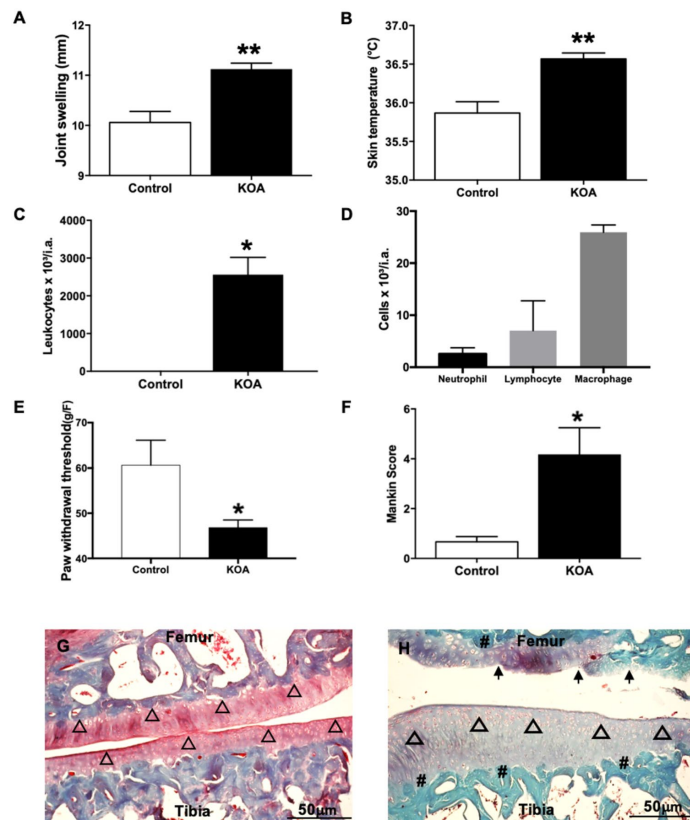 A
Joint swelling (mm)
12
11
10
9
**
Control
KOA
B
Skin temperature (°C)
37.0
36.5
36.0
35.5
35.0
**
Control
KOA
C
Leukocytes x 10³/i.a.
4000
3000
2000
1000
0
*
Control
KOA
D
Cells x 10³/i.a.
30
20
10
0
Neutrophil
Lymphocyte
Macrophage
E
Paw withdrawal threshold(g/F)
70
60
50
40
*
Control
KOA
F
Mankin Score
6
4
2
0
*
Control
KOA
G
Femur
Tibia
50µm
H
#
Femur
#
#
#
Tibia
50µm